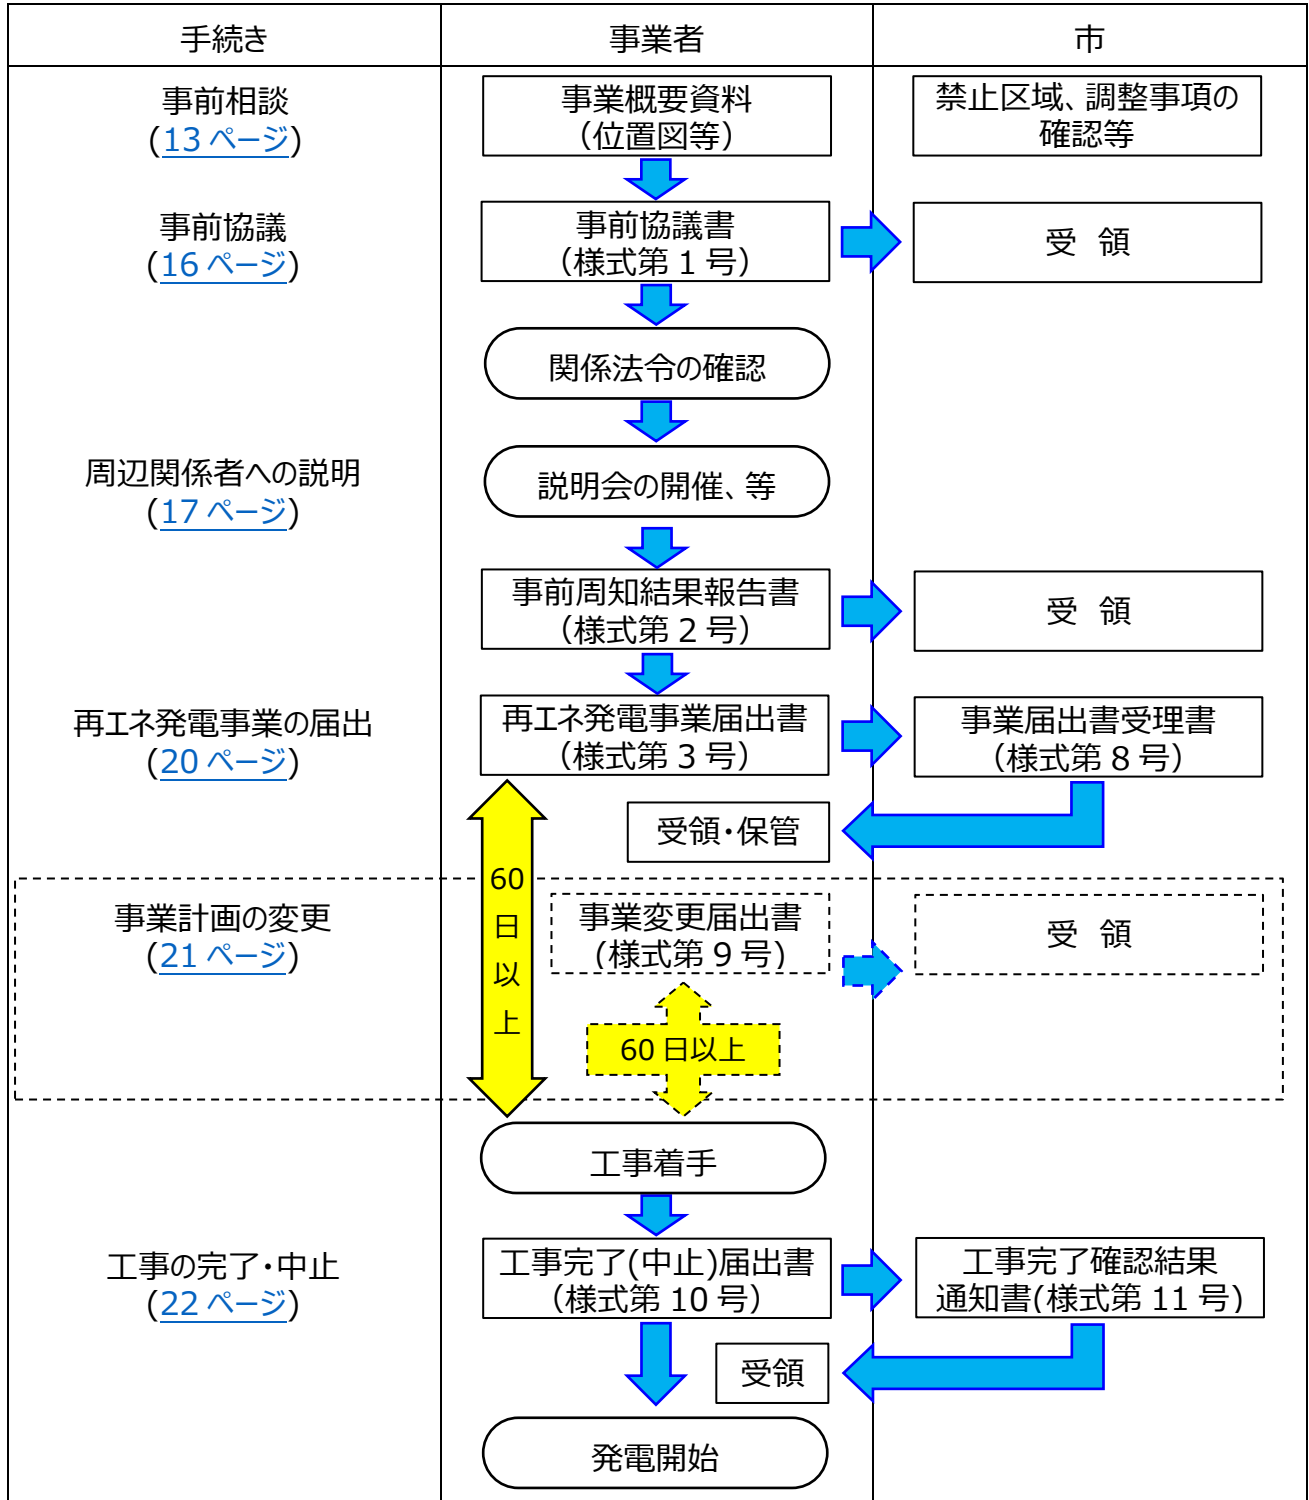 手続き
事業者
市
事前相談
(13 ページ)
事業概要資料
（位置図等）
禁止区域、調整事項の
確認等
事前協議
(16 ページ)
事前協議書
（様式第 1 号）
受 領
関係法令の確認
周辺関係者への説明
(17 ページ)
説明会の開催、等
事前周知結果報告書
（様式第 2 号）
受 領
再エネ発電事業の届出
(20 ページ)
再エネ発電事業届出書
（様式第 3 号）
事業届出書受理書
（様式第 8 号）
受領・保管
60
日
以
上
事業計画の変更
(21 ページ)
事業変更届出書
(様式第 9 号)
受 領
60 日以上
工事着手
工事の完了・中止
(22 ページ)
工事完了(中止)届出書
（様式第 10 号）
工事完了確認結果
通知書(様式第 11 号)
受領
発電開始